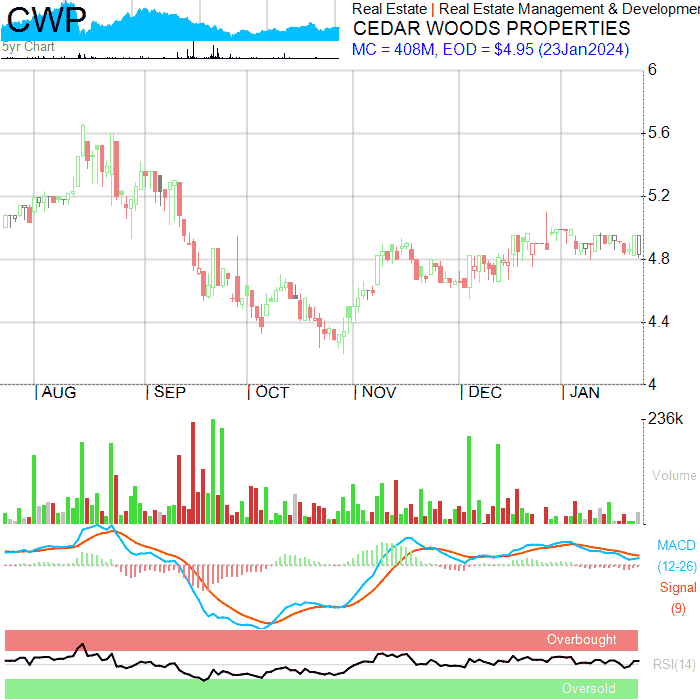 CWP
5yr Chart
Real Estate | Real Estate Management & Developmen
CEDAR WOODS PROPERTIES
MC = 408M, EOD = $4.95 (23Jan2024)
6
5.6
5.2
4.8
4.4
4
|AUG |SEP |OCT |NOV |DEC |JAN
236k
Volume
MACD
(12-26)
Signal
(9)
Overbought
RSI(14)
Oversold